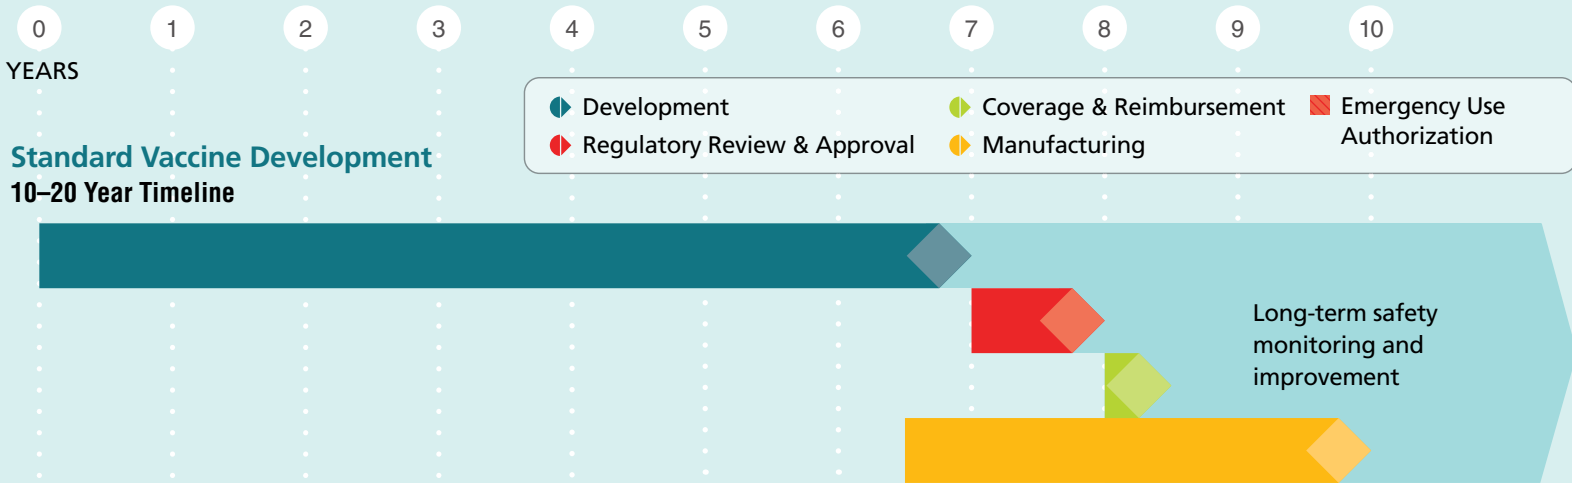 0 1 2 3 4 5 6 7 8 9 10
YEARS
Development
Regulatory Review & Approval
Coverage & Reimbursement
Manufacturing
Emergency Use
Authorization
Standard Vaccine Development
10–20 Year Timeline
Long-term safety
monitoring and
improvement